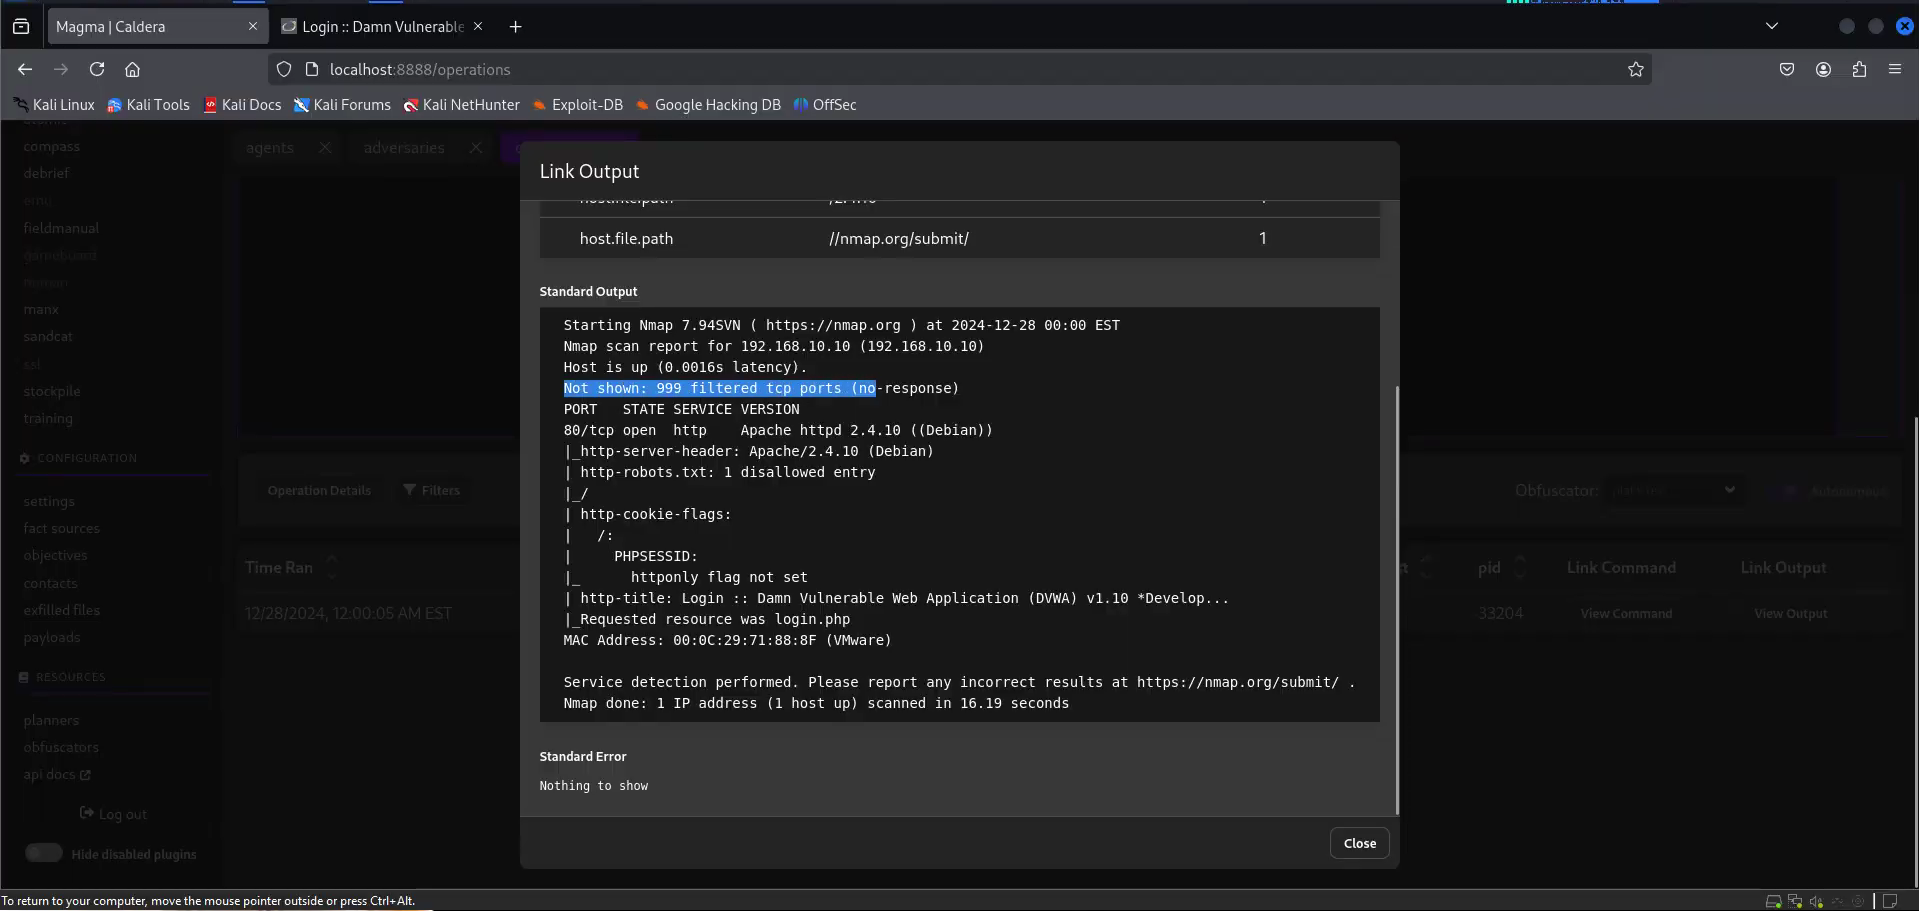 Magma | Caldera
Login :: Damn Vulnerable
localhost:8888/operations
Kali Linux Kali Tools Kali Docs Kali Forums Kali NetHunter Exploit-DB Google Hacking DB OffSec
compass
debrief
fieldmanual
manx
sandcat
ssl
stockpile
training
CONFIGURATION
settings
fact sources
objectives
contacts
exfilled files
payloads
RESOURCES
planners
obfuscators
api docs
Log out
Hide disabled plugins
agents adversaries
Operation Details Filters
Obfuscator:
Time Ran pid Link Command Link Output
12/28/2024, 12:00:05 AM EST 33204 View Command View Output
Link Output
host.file.path //nmap.org/submit/ 1
Standard Output
Starting Nmap 7.94SVN ( https://nmap.org ) at 2024-12-28 00:00 EST
Nmap scan report for 192.168.10.10 (192.168.10.10)
Host is up (0.0016s latency).
Not shown: 999 filtered tcp ports (no-response)
PORT   STATE SERVICE VERSION
80/tcp open  http    Apache httpd 2.4.10 ((Debian))
|_http-server-header: Apache/2.4.10 (Debian)
| http-robots.txt: 1 disallowed entry
|_/
| http-cookie-flags:
|   /:
|     PHPSESSID:
|_      httponly flag not set
| http-title: Login :: Damn Vulnerable Web Application (DVWA) v1.10 *Develop...
|_Requested resource was login.php
MAC Address: 00:0C:29:71:88:8F (VMware)
Service detection performed. Please report any incorrect results at https://nmap.org/submit/ .
Nmap done: 1 IP address (1 host up) scanned in 16.19 seconds
Standard Error
Nothing to show
Close
To return to your computer, move the mouse pointer outside or press Ctrl+Alt.